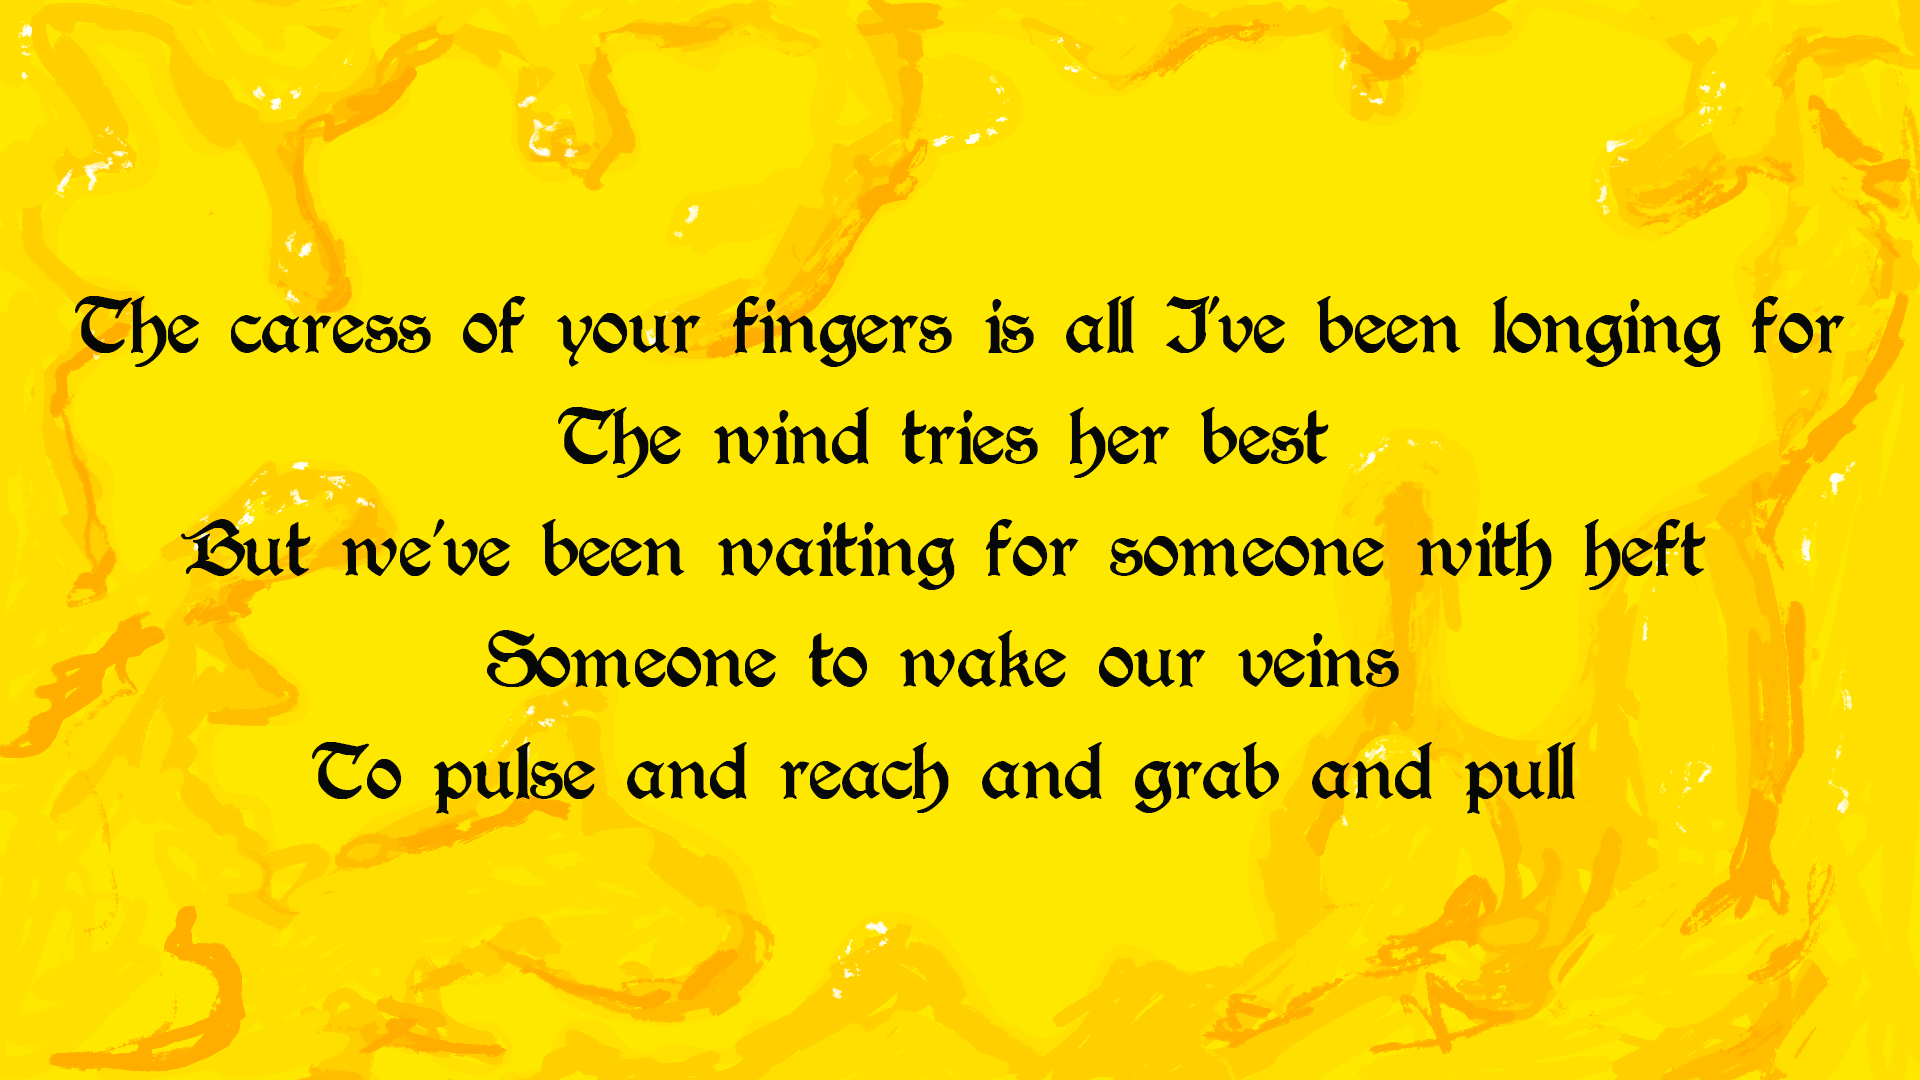 The caress of your fingers is all I've been longing for
The wind tries her best
But we've been waiting for someone with heft
Someone to wake our veins
To pulse and reach and grab and pull